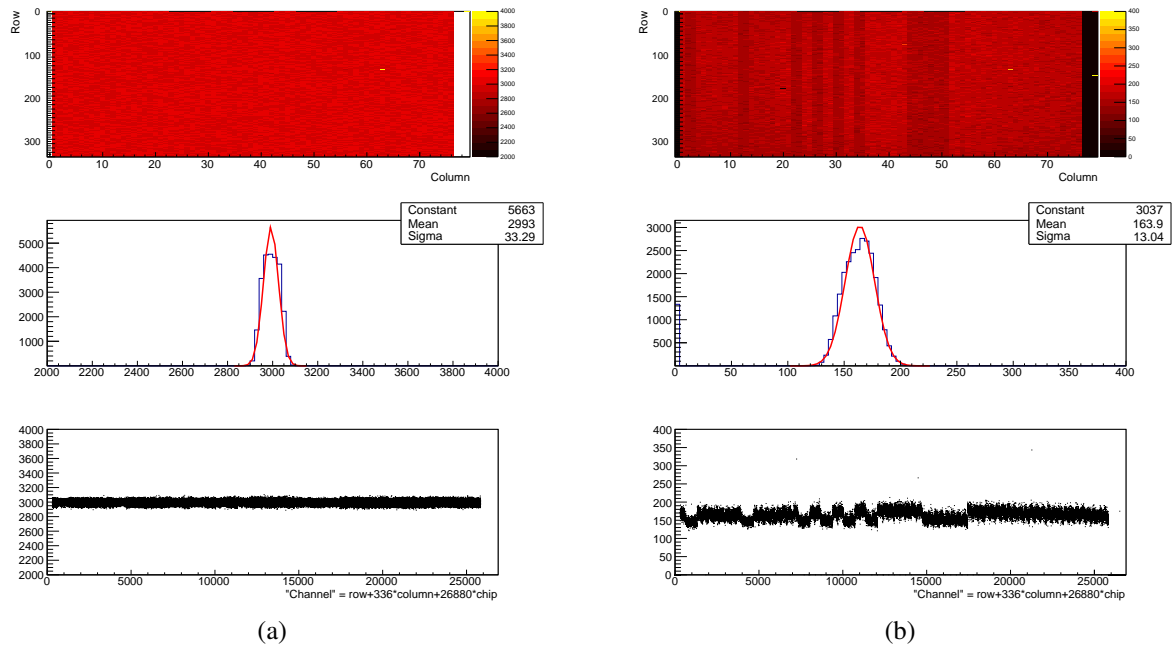 Row
0
100
200
300
0 10 20 30 40 50 60 70
Column
4000
3800
3600
3400
3200
3000
2800
2600
2400
2200
2000
Constant 5663
Mean 2993
Sigma 33.29
5000
4000
3000
2000
1000
2000 2200 2400 2600 2800 3000 3200 3400 3600 3800 4000
4000
3800
3600
3400
3200
3000
2800
2600
2400
2200
2000
0 5000 10000 15000 20000 25000
"Channel" = row+336*column+26880*chip
(a)
Row
0
100
200
300
0 10 20 30 40 50 60 70
Column
400
350
300
250
200
150
100
50
0
Constant 3037
Mean 163.9
Sigma 13.04
3000
2500
2000
1500
1000
500
0 50 100 150 200 250 300 350 400
400
350
300
250
200
150
100
50
0
0 5000 10000 15000 20000 25000
"Channel" = row+336*column+26880*chip
(b)